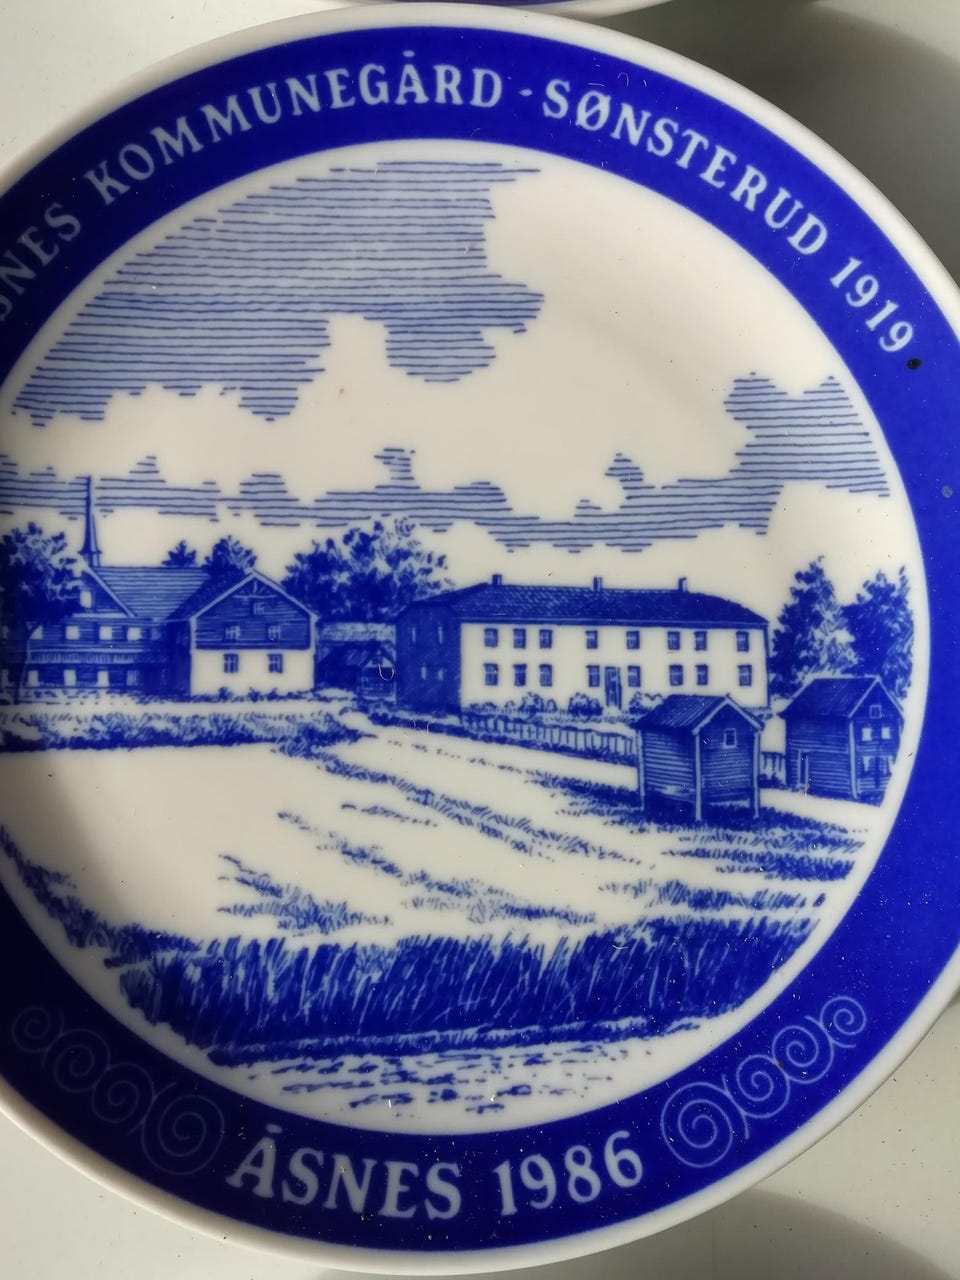 SNES KOMMUNEGÅRD - SØNSTERUD 1919
ÅSNES 1986